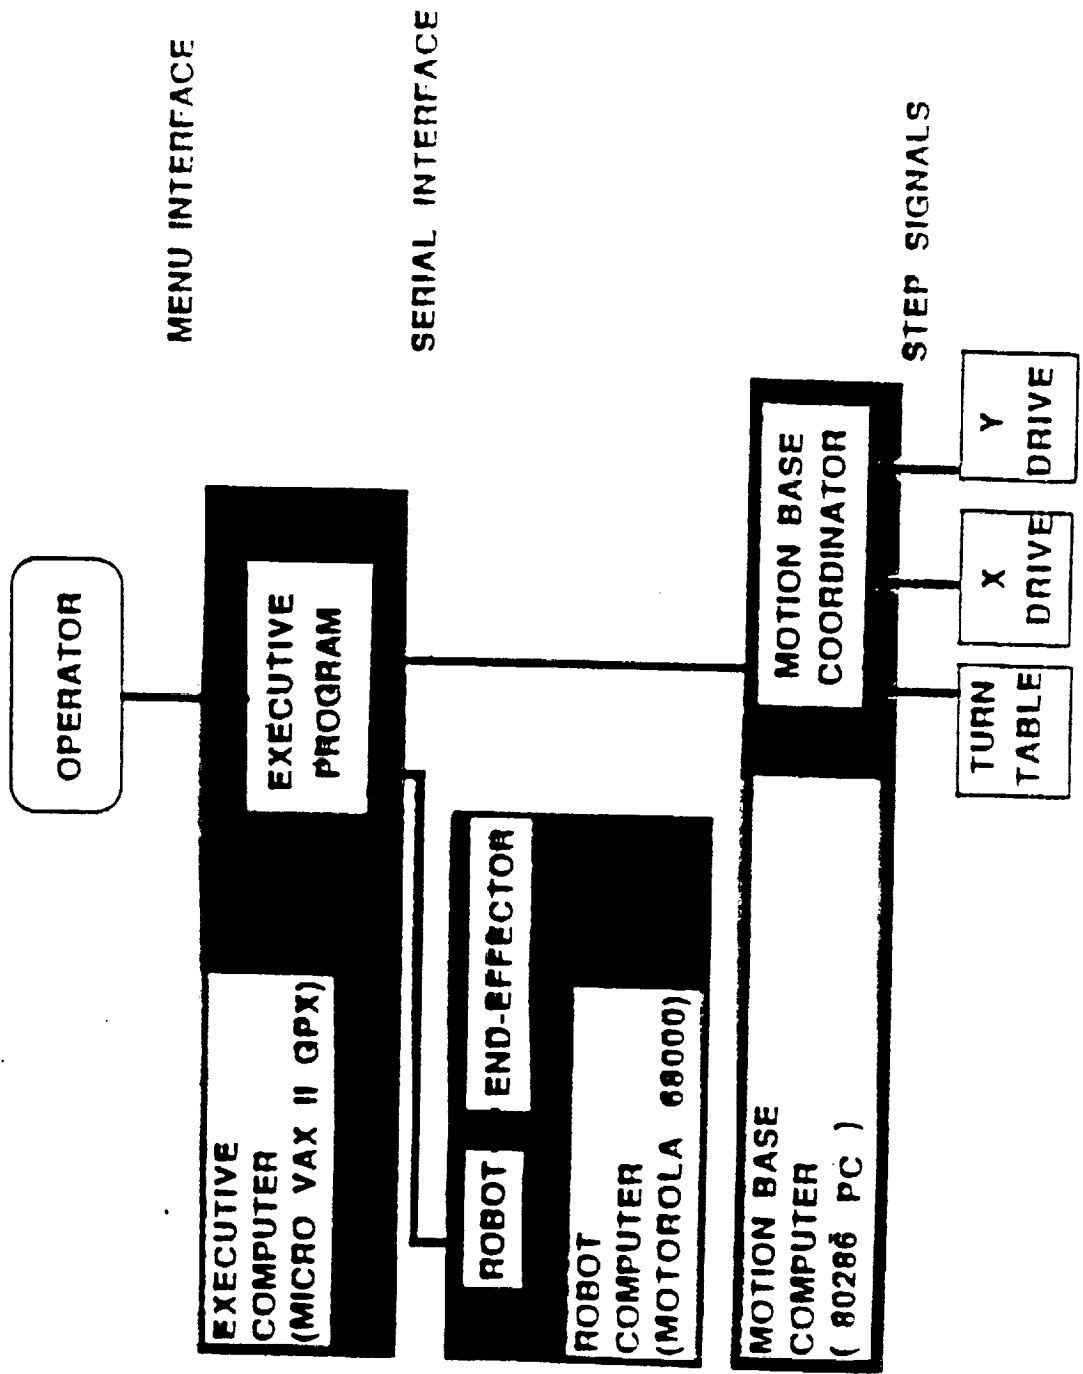 OPERATOR
MENU INTERFACE
EXECUTIVE
COMPUTER
(MICRO VAX II GPX)
EXECUTIVE
PROGRAM
SERIAL INTERFACE
ROBOT
END-EFFECTOR
ROBOT
COMPUTER
(MOTOROLA 68000)
MOTION BASE
COMPUTER
( 80286 PC )
MOTION BASE
COORDINATOR
STEP SIGNALS
TURN
TABLE
X
DRIVE
Y
DRIVE